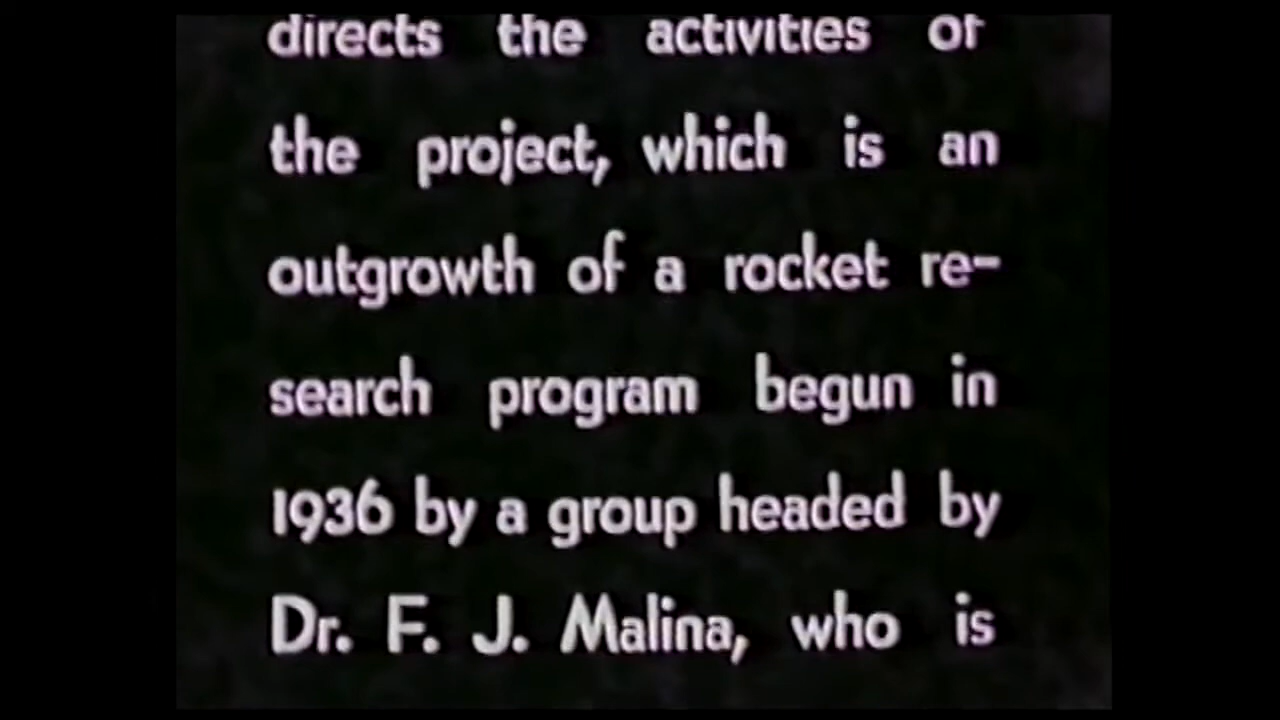 directs the activities of
the project, which is an
outgrowth of a rocket re-
search program begun in
1936 by a group headed by
Dr. F. J. Malina, who is